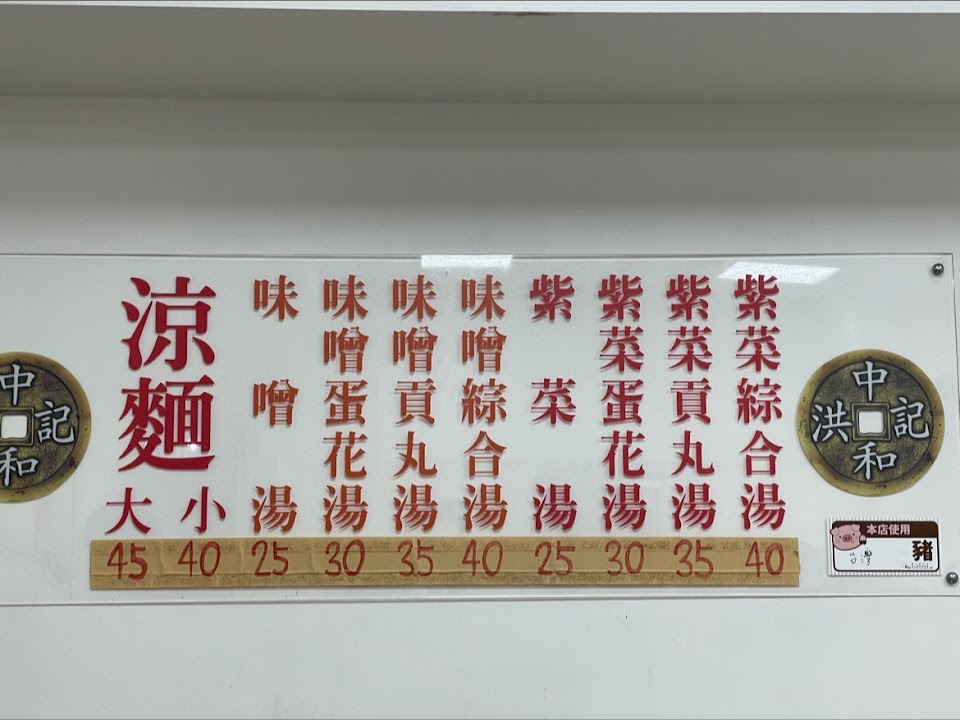 涼麵
大 小
味噌湯
味噌蛋花湯
味噌貢丸湯
味噌綜合湯
紫菜湯
紫菜蛋花湯
紫菜貢丸湯
紫菜綜合湯
45 40 25 30 35 40 25 30 35 40
中
記
和
中
洪 記
和
本店使用
台灣
豬